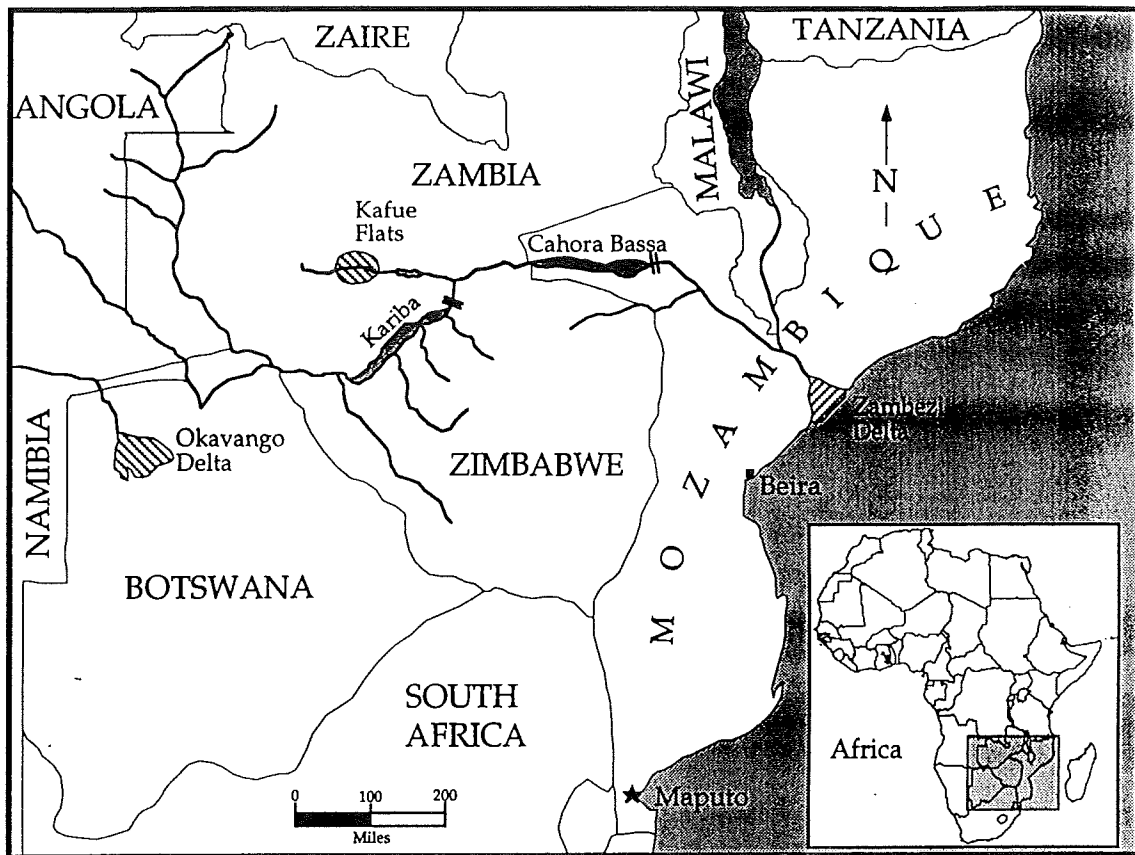 ZAIRE
TANZANIA
ANGOLA
MALAWI
N
ZAMBIA
Kafue
Flats
Cahora Bassa
Kariba
MOZAMBIQUE
Zambezi
Delta
Okavango
Delta
ZIMBABWE
Beira
NAMIBIA
BOTSWANA
SOUTH
AFRICA
Africa
0 100 200
Miles
Maputo